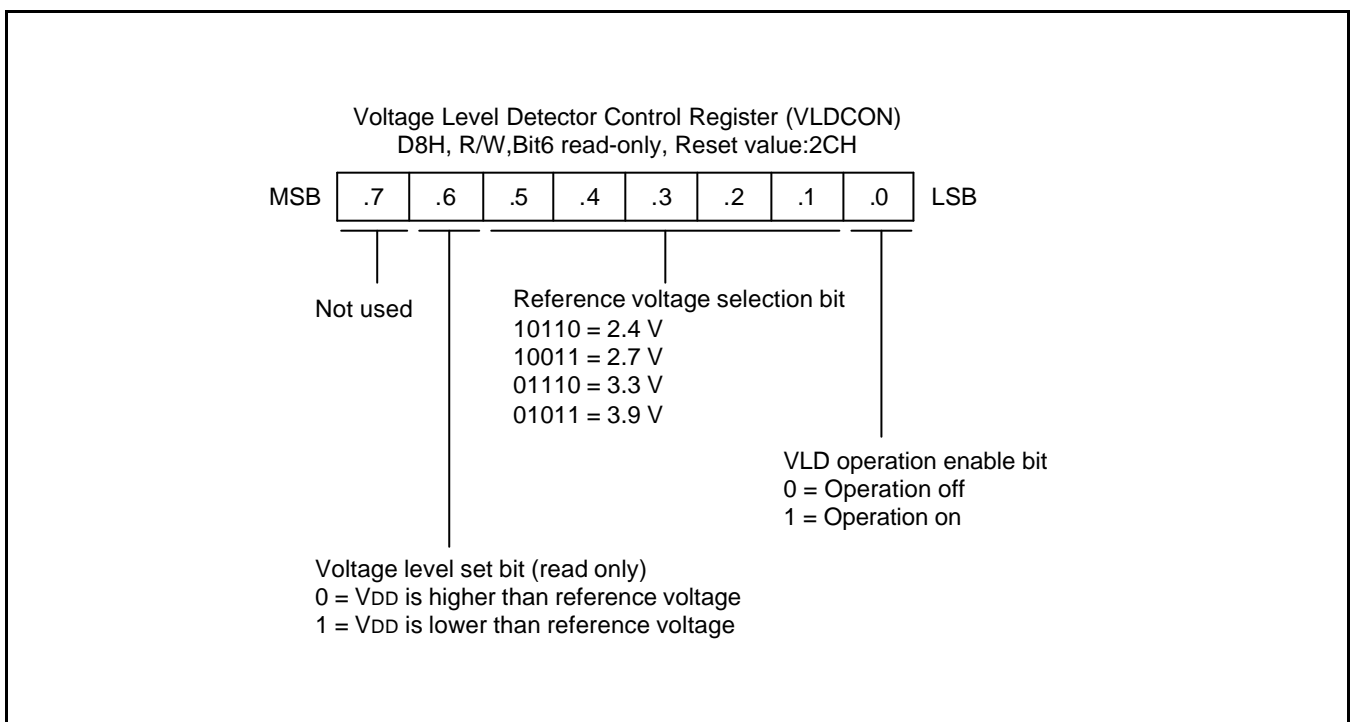 Voltage Level Detector Control Register (VLDCON)
D8H, R/W,Bit6 read-only, Reset value:2CH
MSB .7 .6 .5 .4 .3 .2 .1 .0 LSB
Not used
Reference voltage selection bit
10110 = 2.4 V
10011 = 2.7 V
01110 = 3.3 V
01011 = 3.9 V
VLD operation enable bit
0 = Operation off
1 = Operation on
Voltage level set bit (read only)
0 = VDD is higher than reference voltage
1 = VDD is lower than reference voltage